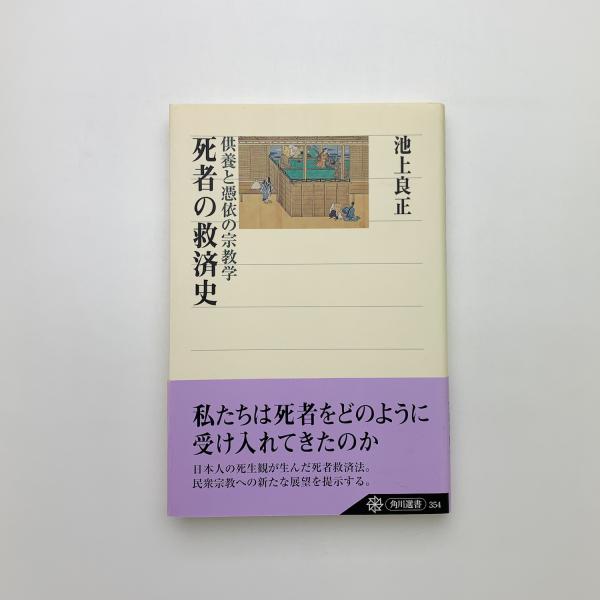 死者の救済史
供養と憑依の宗教学
池上良正
私たちは死者をどのように
受け入れてきたのか
日本人の死生観が生んだ死者救済法。
民衆宗教への新たな展望を提示する。
角川選書 354